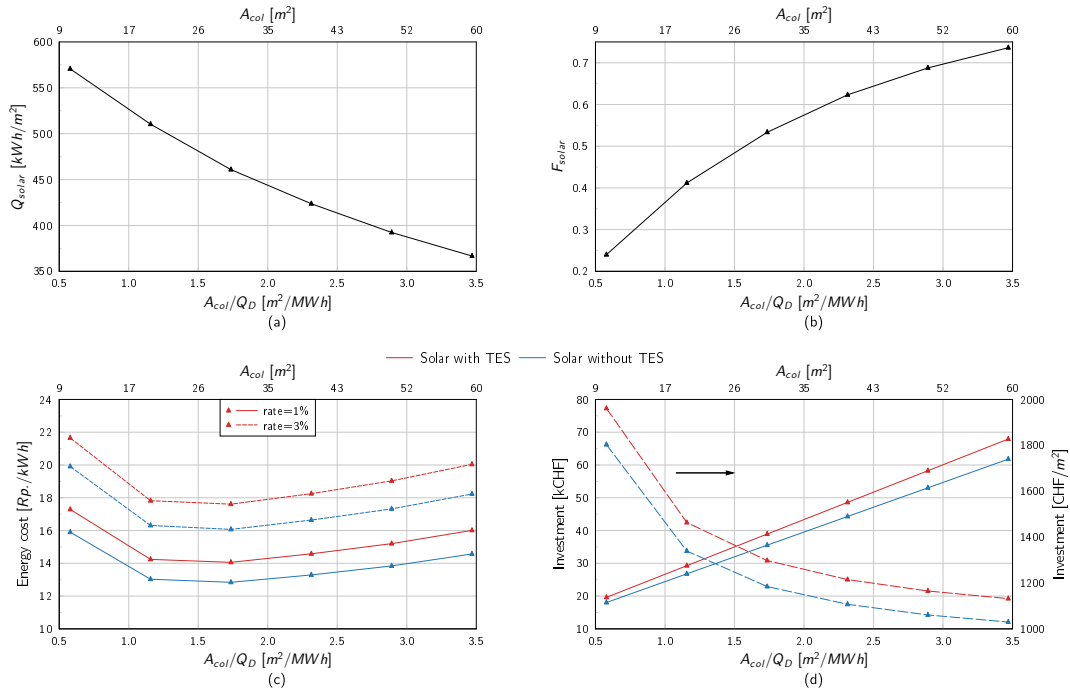 A_col [m²]
9 17 26 35 43 52 60
600
550
500
450
400
350
Q_solar [kWh/m²]
0.5 1.0 1.5 2.0 2.5 3.0 3.5
A_col/Q_D [m²/MWh]
(a)
A_col [m²]
9 17 26 35 43 52 60
0.7
0.6
0.5
0.4
0.3
0.2
F_solar
0.5 1.0 1.5 2.0 2.5 3.0 3.5
A_col/Q_D [m²/MWh]
(b)
Solar with TES Solar without TES
A_col [m²]
9 17 26 35 43 52 60
24
22
20
18
16
14
12
10
Energy cost [Rp./kWh]
rate=1%
rate=3%
0.5 1.0 1.5 2.0 2.5 3.0 3.5
A_col/Q_D [m²/MWh]
(c)
A_col [m²]
9 17 26 35 43 52 60
80
70
60
50
40
30
20
10
Investment [kCHF]
2000
1800
1600
1400
1200
1000
Investment [CHF/m²]
0.5 1.0 1.5 2.0 2.5 3.0 3.5
A_col/Q_D [m²/MWh]
(d)